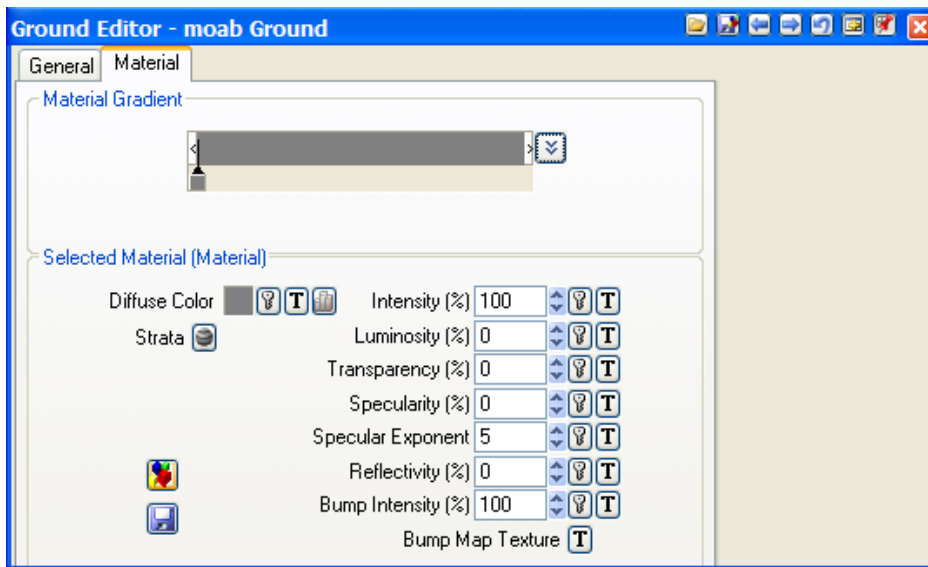 Ground Editor - moab Ground
General Material
Material Gradient
Selected Material (Material)
Diffuse Color T Intensity (%) 100 T
Strata Luminosity (%) 0 T
Transparency (%) 0 T
Specularity (%) 0 T
Specular Exponent 5 T
Reflectivity (%) 0 T
Bump Intensity (%) 100 T
Bump Map Texture T